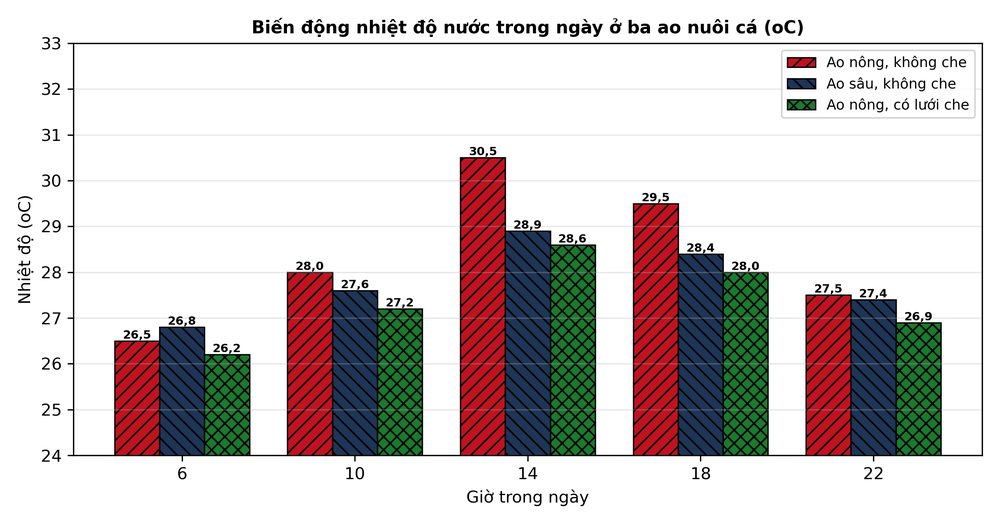 Biến động nhiệt độ nước trong ngày ở ba ao nuôi cá (oC)
Ao nông, không che
Ao sâu, không che
Ao nông, có lưới che
Nhiệt độ (oC)
33
32
31
30
29
28
27
26
25
24
26,5 26,8 26,2
28,0 27,6 27,2
30,5 28,9 28,6
29,5 28,4 28,0
27,5 27,4 26,9
6 10 14 18 22
Giờ trong ngày